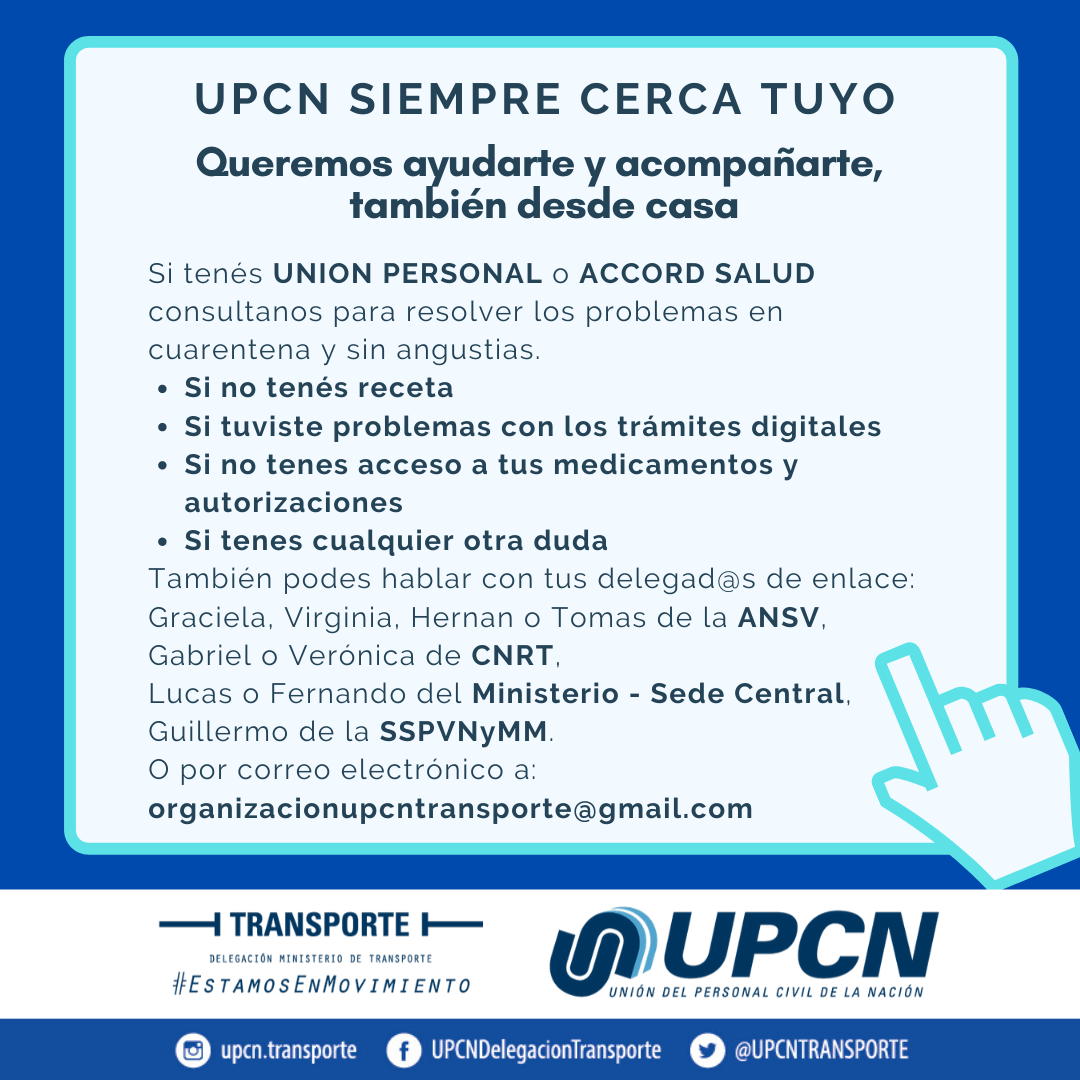 UPCN SIEMPRE CERCA TUYO
Queremos ayudarte y acompañarte,
también desde casa
Si tenés UNION PERSONAL o ACCORD SALUD
consultanos para resolver los problemas en
cuarentena y sin angustias.
• Si no tenés receta
• Si tuviste problemas con los trámites digitales
• Si no tenes acceso a tus medicamentos y
autorizaciones
• Si tenes cualquier otra duda
También podes hablar con tus delegad@s de enlace:
Graciela, Virginia, Hernan o Tomas de la ANSV,
Gabriel o Verónica de CNRT,
Lucas o Fernando del Ministerio - Sede Central,
Guillermo de la SSPVNyMM.
O por correo electrónico a:
organizacionupcntransporte@gmail.com
TRANSPORTE
DELEGACIÓN MINISTERIO DE TRANSPORTE
#ESTAMOSENMOVIMIENTO
UPCN
UNIÓN DEL PERSONAL CIVIL DE LA NACIÓN
upcn.transporte UPCNDelegacionTransporte @UPCNTRANSPORTE